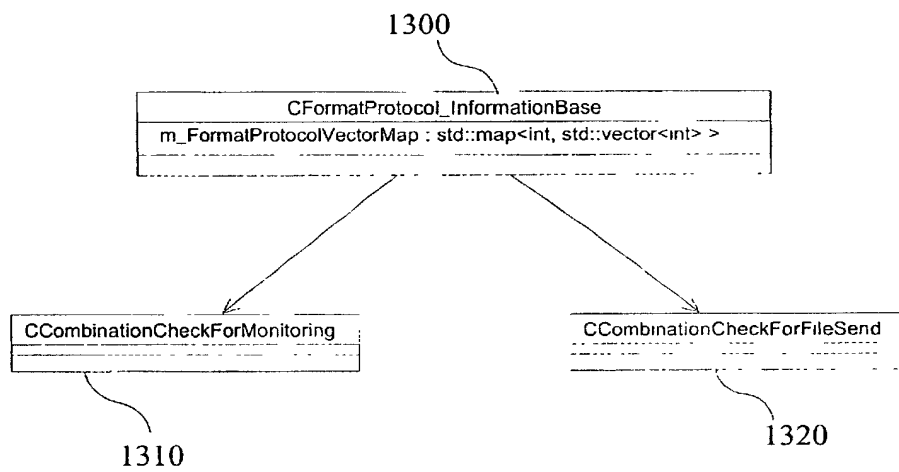 1300
CFormatProtocol_InformationBase
m_FormatProtocolVectorMap : std::map<int, std::vector<int> >
CCombinationCheckForMonitoring
CCombinationCheckForFileSend
1310
1320